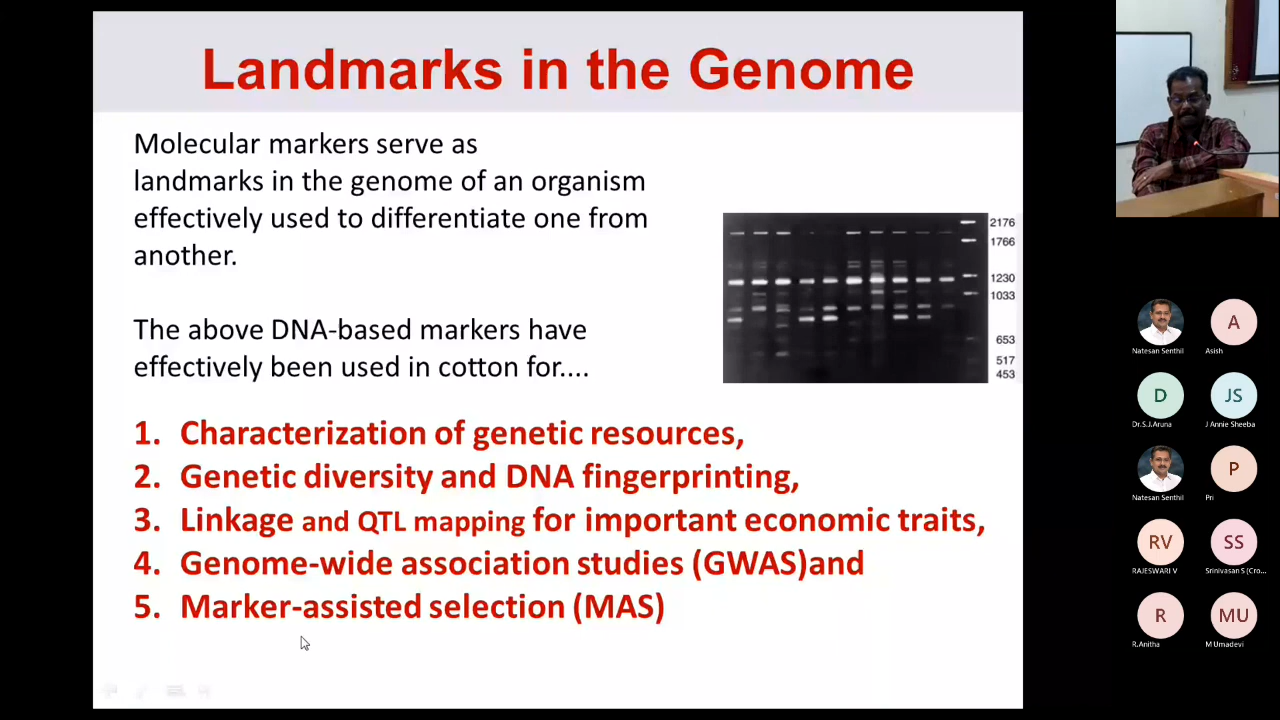 Landmarks in the Genome
Molecular markers serve as
landmarks in the genome of an organism
effectively used to differentiate one from
another.
The above DNA-based markers have
effectively been used in cotton for....
2176
1766
1230
1033
653
517
453
1. Characterization of genetic resources,
2. Genetic diversity and DNA fingerprinting,
3. Linkage and QTL mapping for important economic traits,
4. Genome-wide association studies (GWAS)and
5. Marker-assisted selection (MAS)
Natesan Senthil
A
Asish
D
Dr.S.J.Aruna
JS
J Annie Sheeba
Natesan Senthil
P
Pri
RV
RAJESWARI V
SS
Srinivasan S (Cro...
R
R.Anitha
MU
M Umadevi